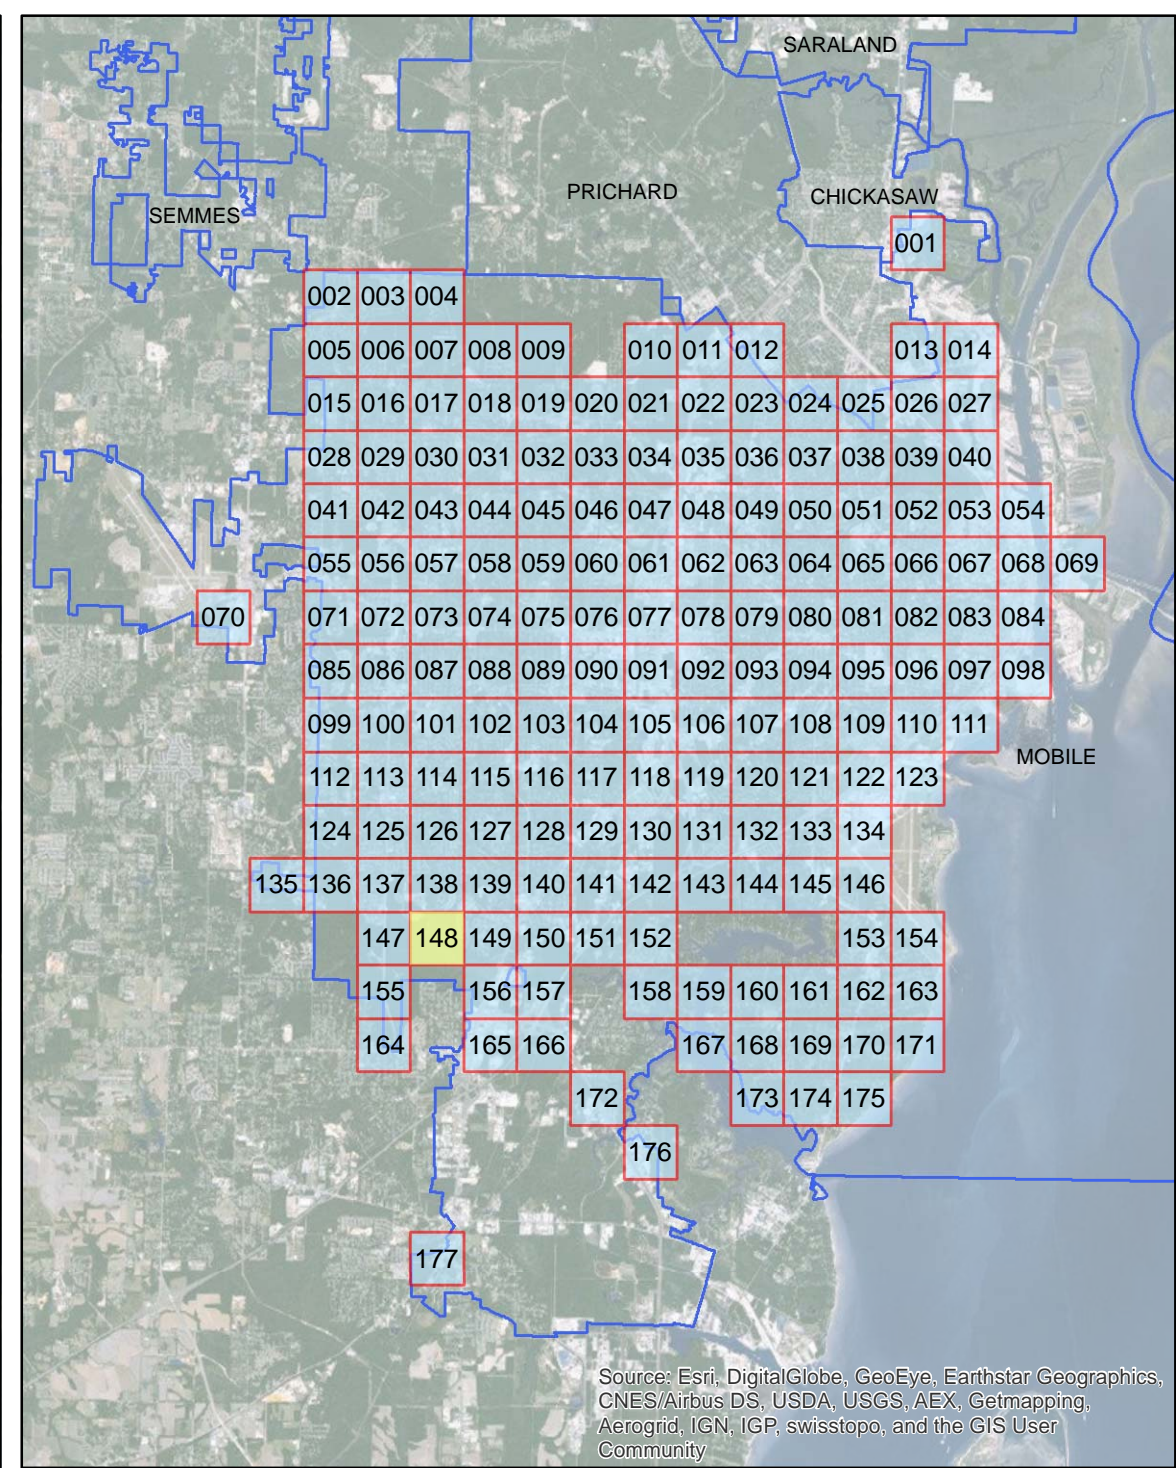 SARALAND
PRICHARD
CHICKASAW
SEMMES
001
002 003 004
005 006 007 008 009 010 011 012 013 014
015 016 017 018 019 020 021 022 023 024 025 026 027
028 029 030 031 032 033 034 035 036 037 038 039 040
041 042 043 044 045 046 047 048 049 050 051 052 053 054
055 056 057 058 059 060 061 062 063 064 065 066 067 068 069
070 071 072 073 074 075 076 077 078 079 080 081 082 083 084
085 086 087 088 089 090 091 092 093 094 095 096 097 098
099 100 101 102 103 104 105 106 107 108 109 110 111
MOBILE
112 113 114 115 116 117 118 119 120 121 122 123
124 125 126 127 128 129 130 131 132 133 134
135 136 137 138 139 140 141 142 143 144 145 146
147 148 149 150 151 152 153 154
155 156 157 158 159 160 161 162 163
164 165 166 167 168 169 170 171
172 173 174 175
176
177
Source: Esri, DigitalGlobe, GeoEye, Earthstar Geographics,
CNES/Airbus DS, USDA, USGS, AEX, Getmapping,
Aerogrid, IGN, IGP, swisstopo, and the GIS User
Community